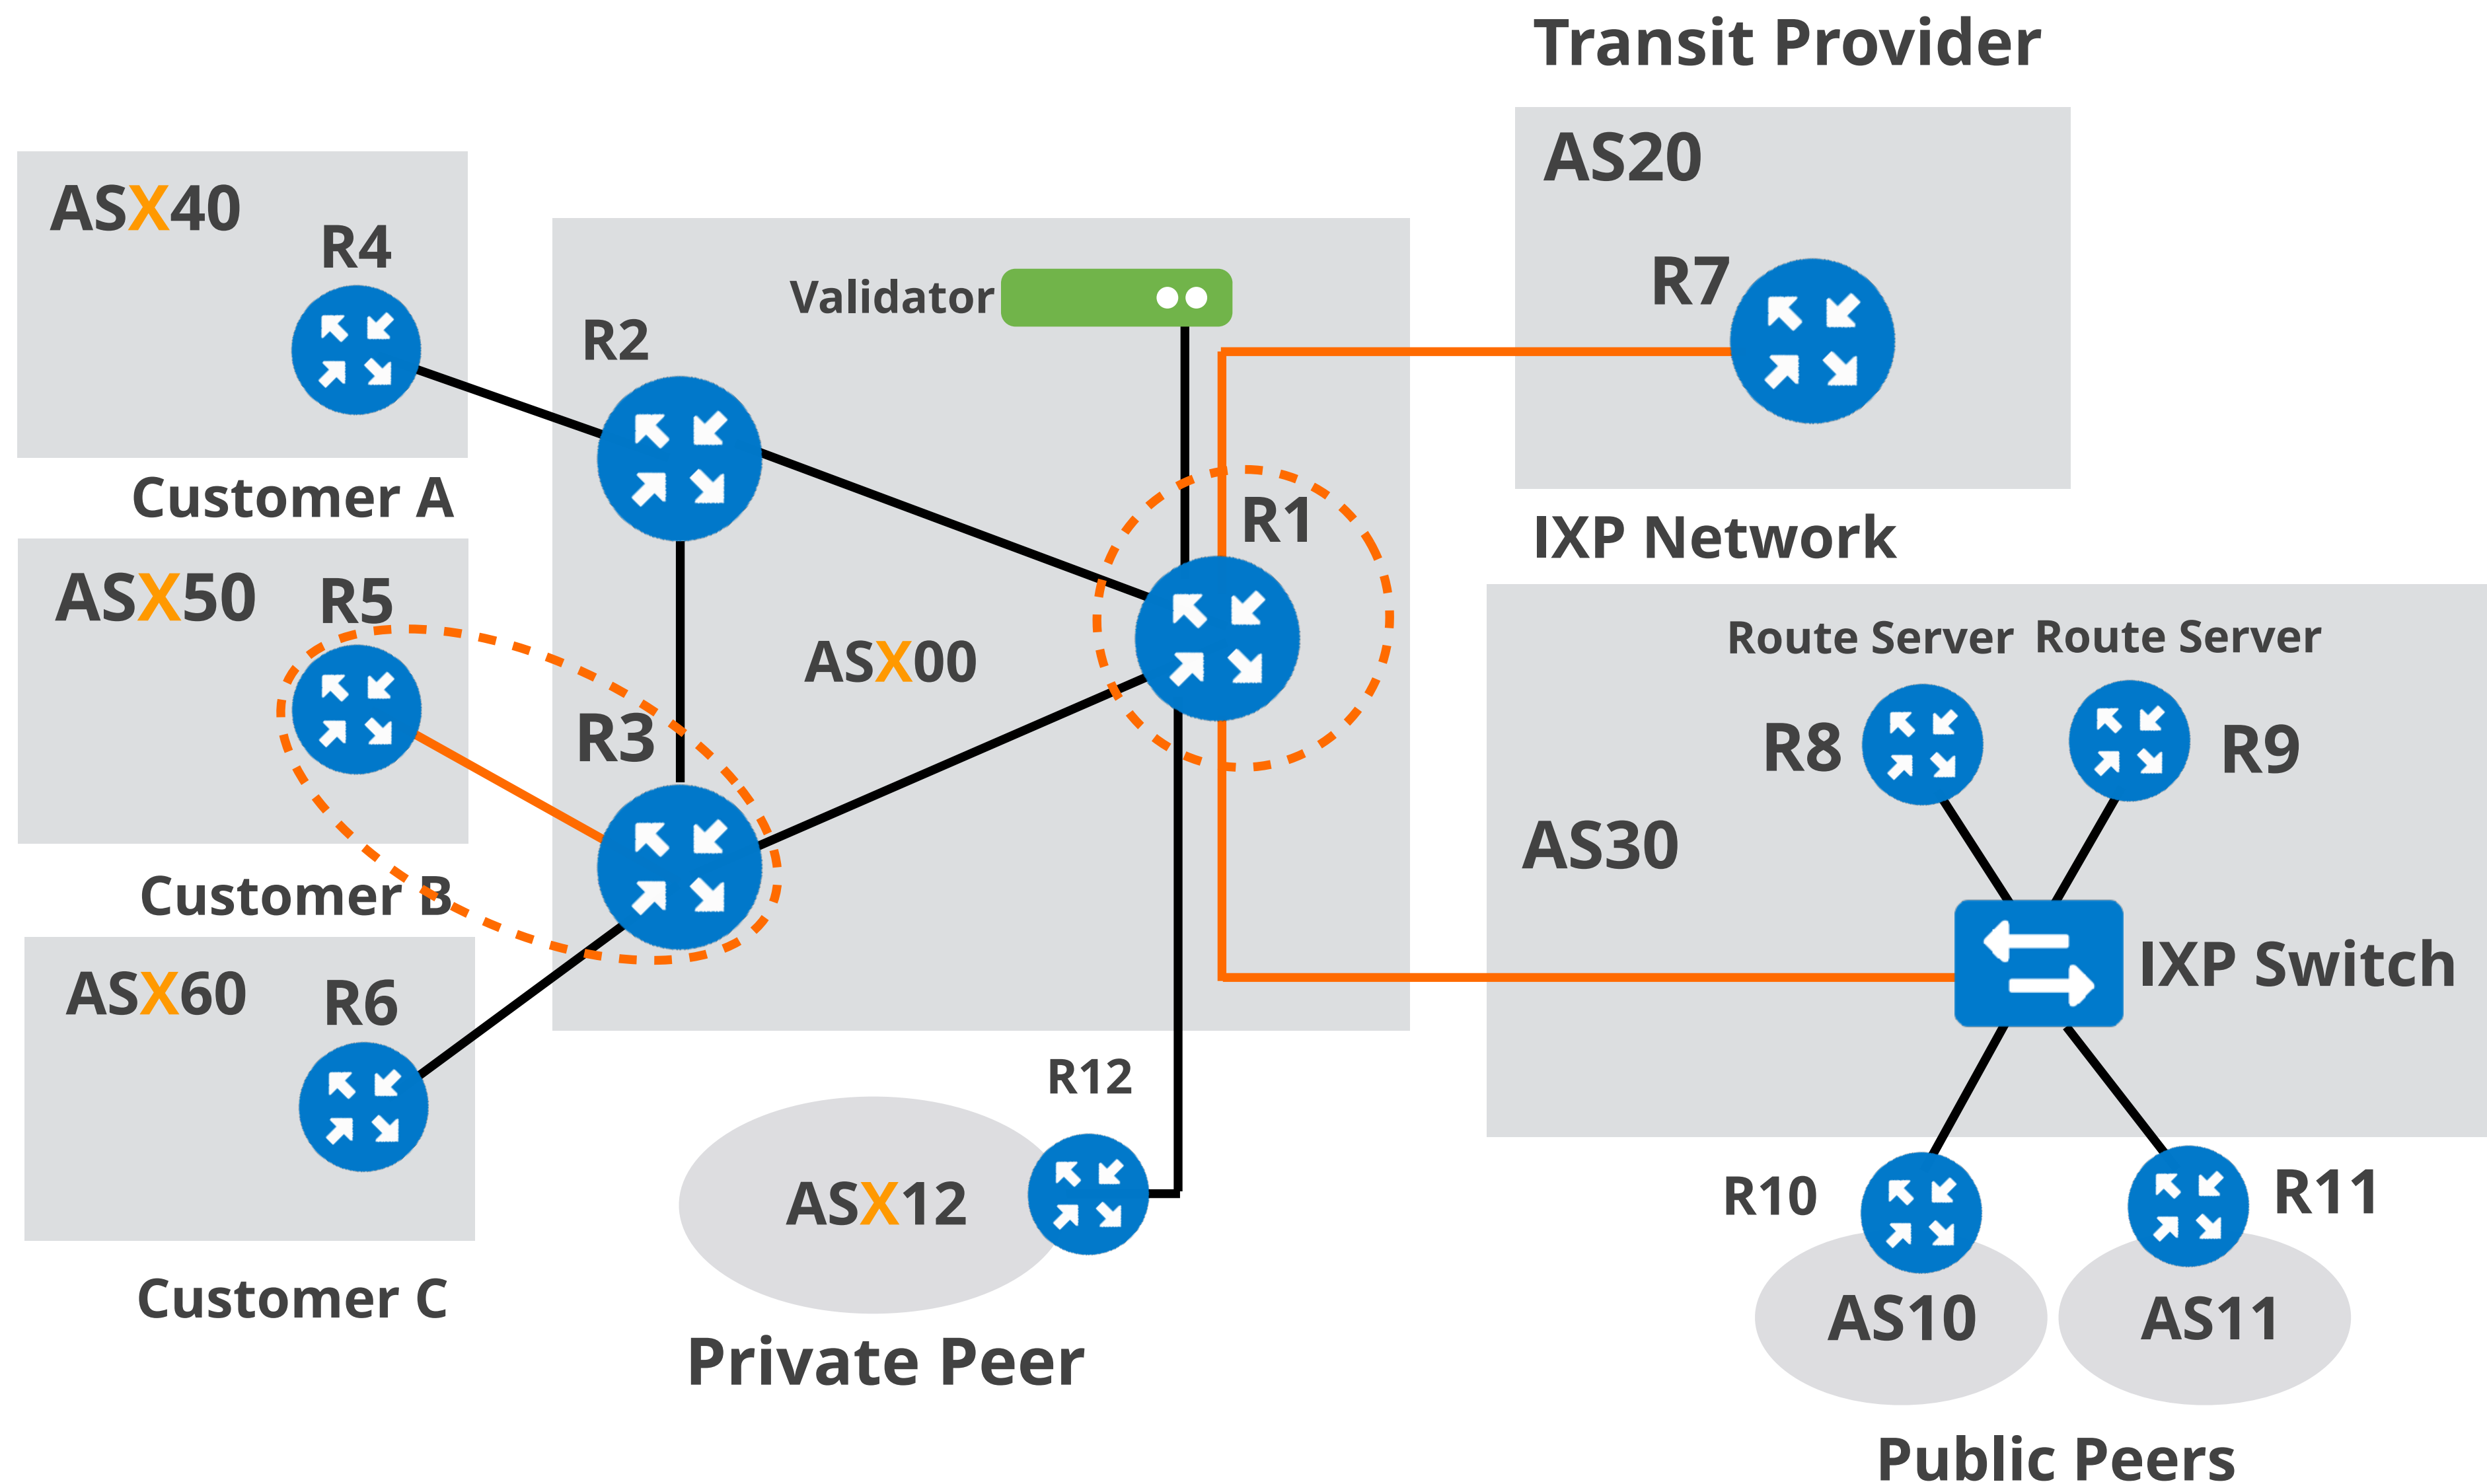 Transit Provider
AS20
R7
ASX40
R4
Customer A
Validator
R2
R1
IXP Network
ASX50
R5
Customer B
ASX00
R3
Route Server
Route Server
R8
R9
AS30
IXP Switch
ASX60
R6
Customer C
R12
ASX12
Private Peer
R10
R11
AS10
AS11
Public Peers